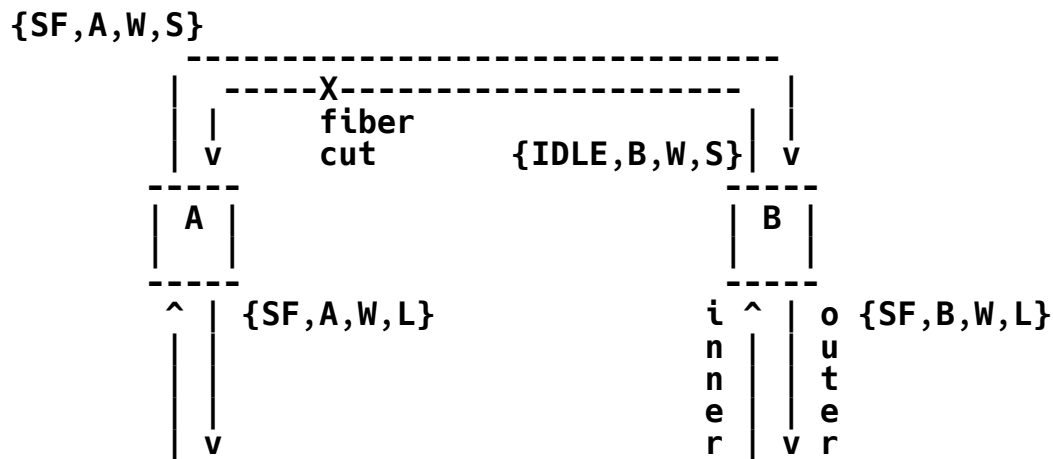 {SF,A,W,S}
X
fiber
cut {IDLE,B,W,S}
v v
A B
^ {SF,A,W,L} i ^ o {SF,B,W,L}
n u
n t
e e
v r v r